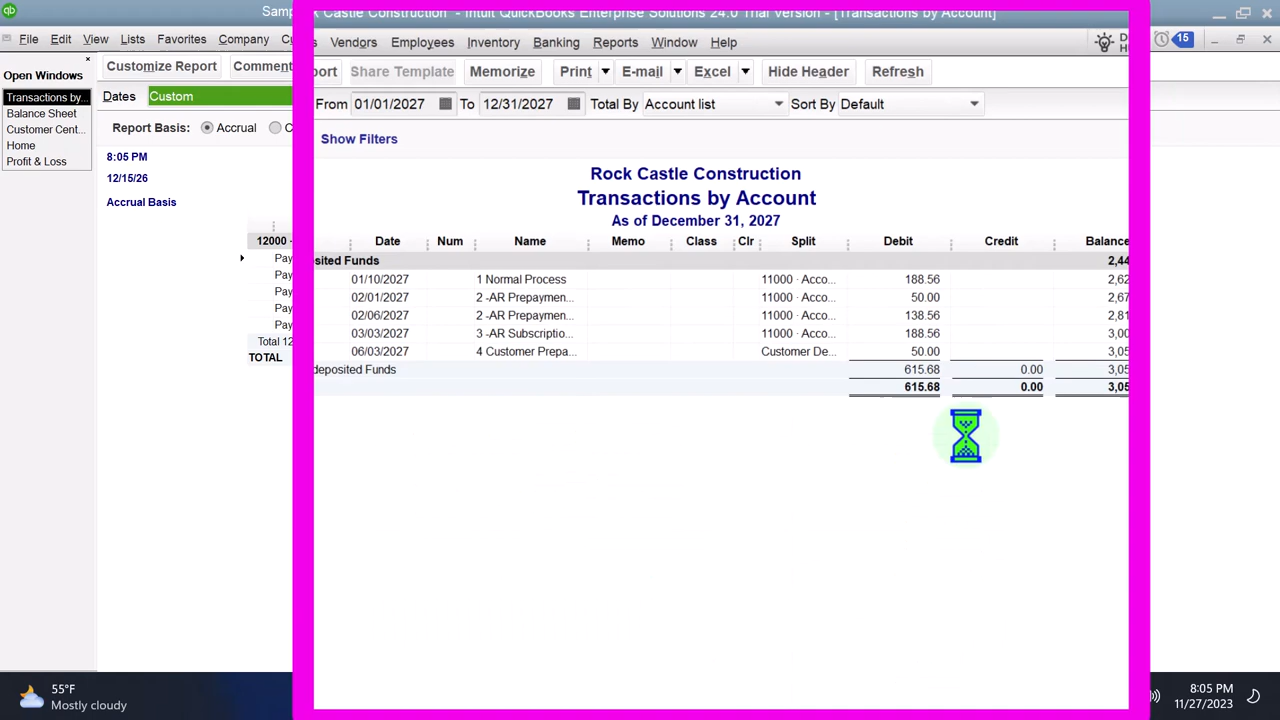 Samp
k Castle Construction - Intuit QuickBooks Enterprise Solutions 24.0 Trial Version - [Transactions by Account]
File Edit View Lists Favorites Company Cu s Vendors Employees Inventory Banking Reports Window Help
15
Open Windows
Transactions by...
Balance Sheet
Customer Cent...
Home
Profit & Loss
Customize Report Comment port Share Template Memorize Print E-mail Excel Hide Header Refresh
Dates Custom From 01/01/2027 To 12/31/2027 Total By Account list Sort By Default
Report Basis: Accrual C Show Filters
8:05 PM
12/15/26
Accrual Basis
Rock Castle Construction
Transactions by Account
As of December 31, 2027
Date Num Name Memo Class Clr Split Debit Credit Balance
12000 · osited Funds 2,44
Pay 01/10/2027 1 Normal Process 11000 · Acco... 188.56 2,62
Pay 02/01/2027 2 -AR Prepaymen... 11000 · Acco... 50.00 2,67
Pay 02/06/2027 2 -AR Prepaymen... 11000 · Acco... 138.56 2,81
Pay 03/03/2027 3 -AR Subscriptio... 11000 · Acco... 188.56 3,00
Pay 06/03/2027 4 Customer Prepa... Customer De... 50.00 3,05
Total 12 deposited Funds 615.68 0.00 3,05
TOTAL 615.68 0.00 3,05
55°F
Mostly cloudy
8:05 PM
11/27/2023